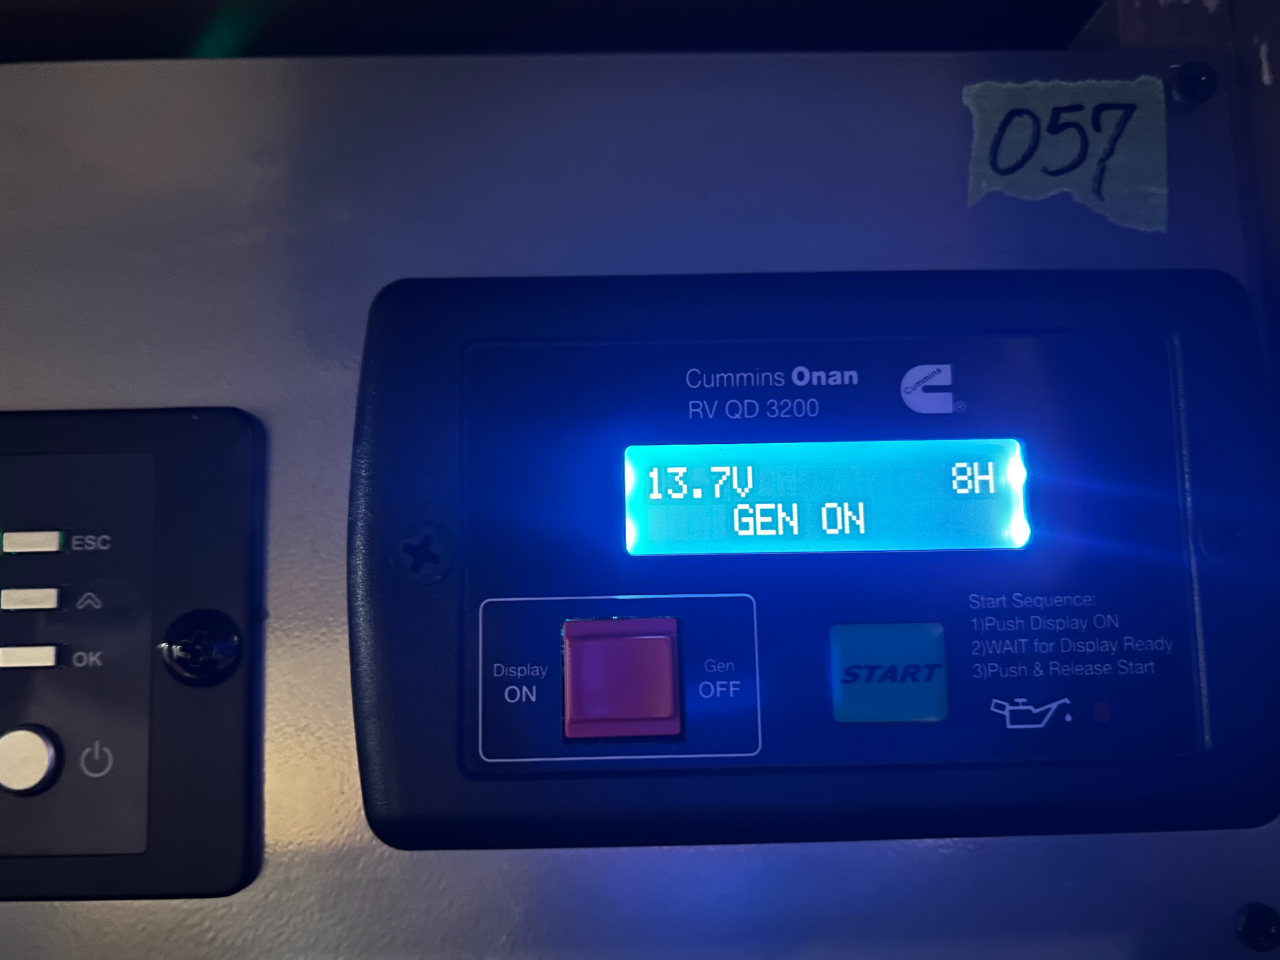 057
Cummins Onan
RV QD 3200
Cummins
®
13.7V 8H
GEN ON
ESC
OK
Display
ON
Gen
OFF
START
Start Sequence:
1)Push Display ON
2)WAIT for Display Ready
3)Push & Release Start